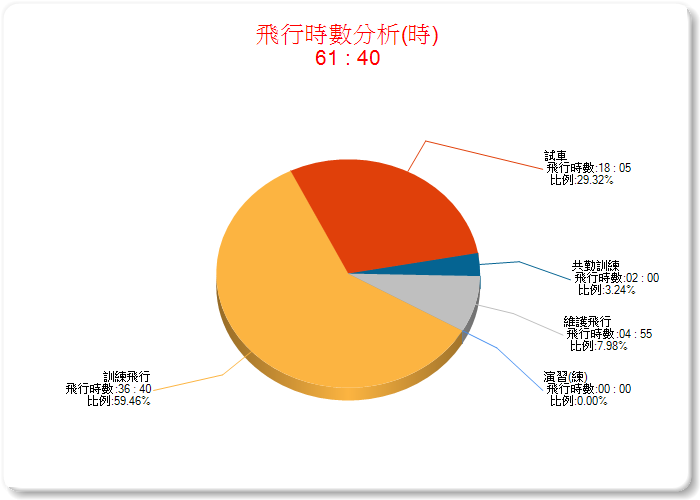 飛行時數分析(時)
61 : 40
試車
飛行時數:18 : 05
比例:29.32%
共勤訓練
飛行時數:02 : 00
比例:3.24%
維護飛行
飛行時數:04 : 55
比例:7.98%
演習(練)
飛行時數:00 : 00
比例:0.00%
訓練飛行
飛行時數:36 : 40
比例:59.46%